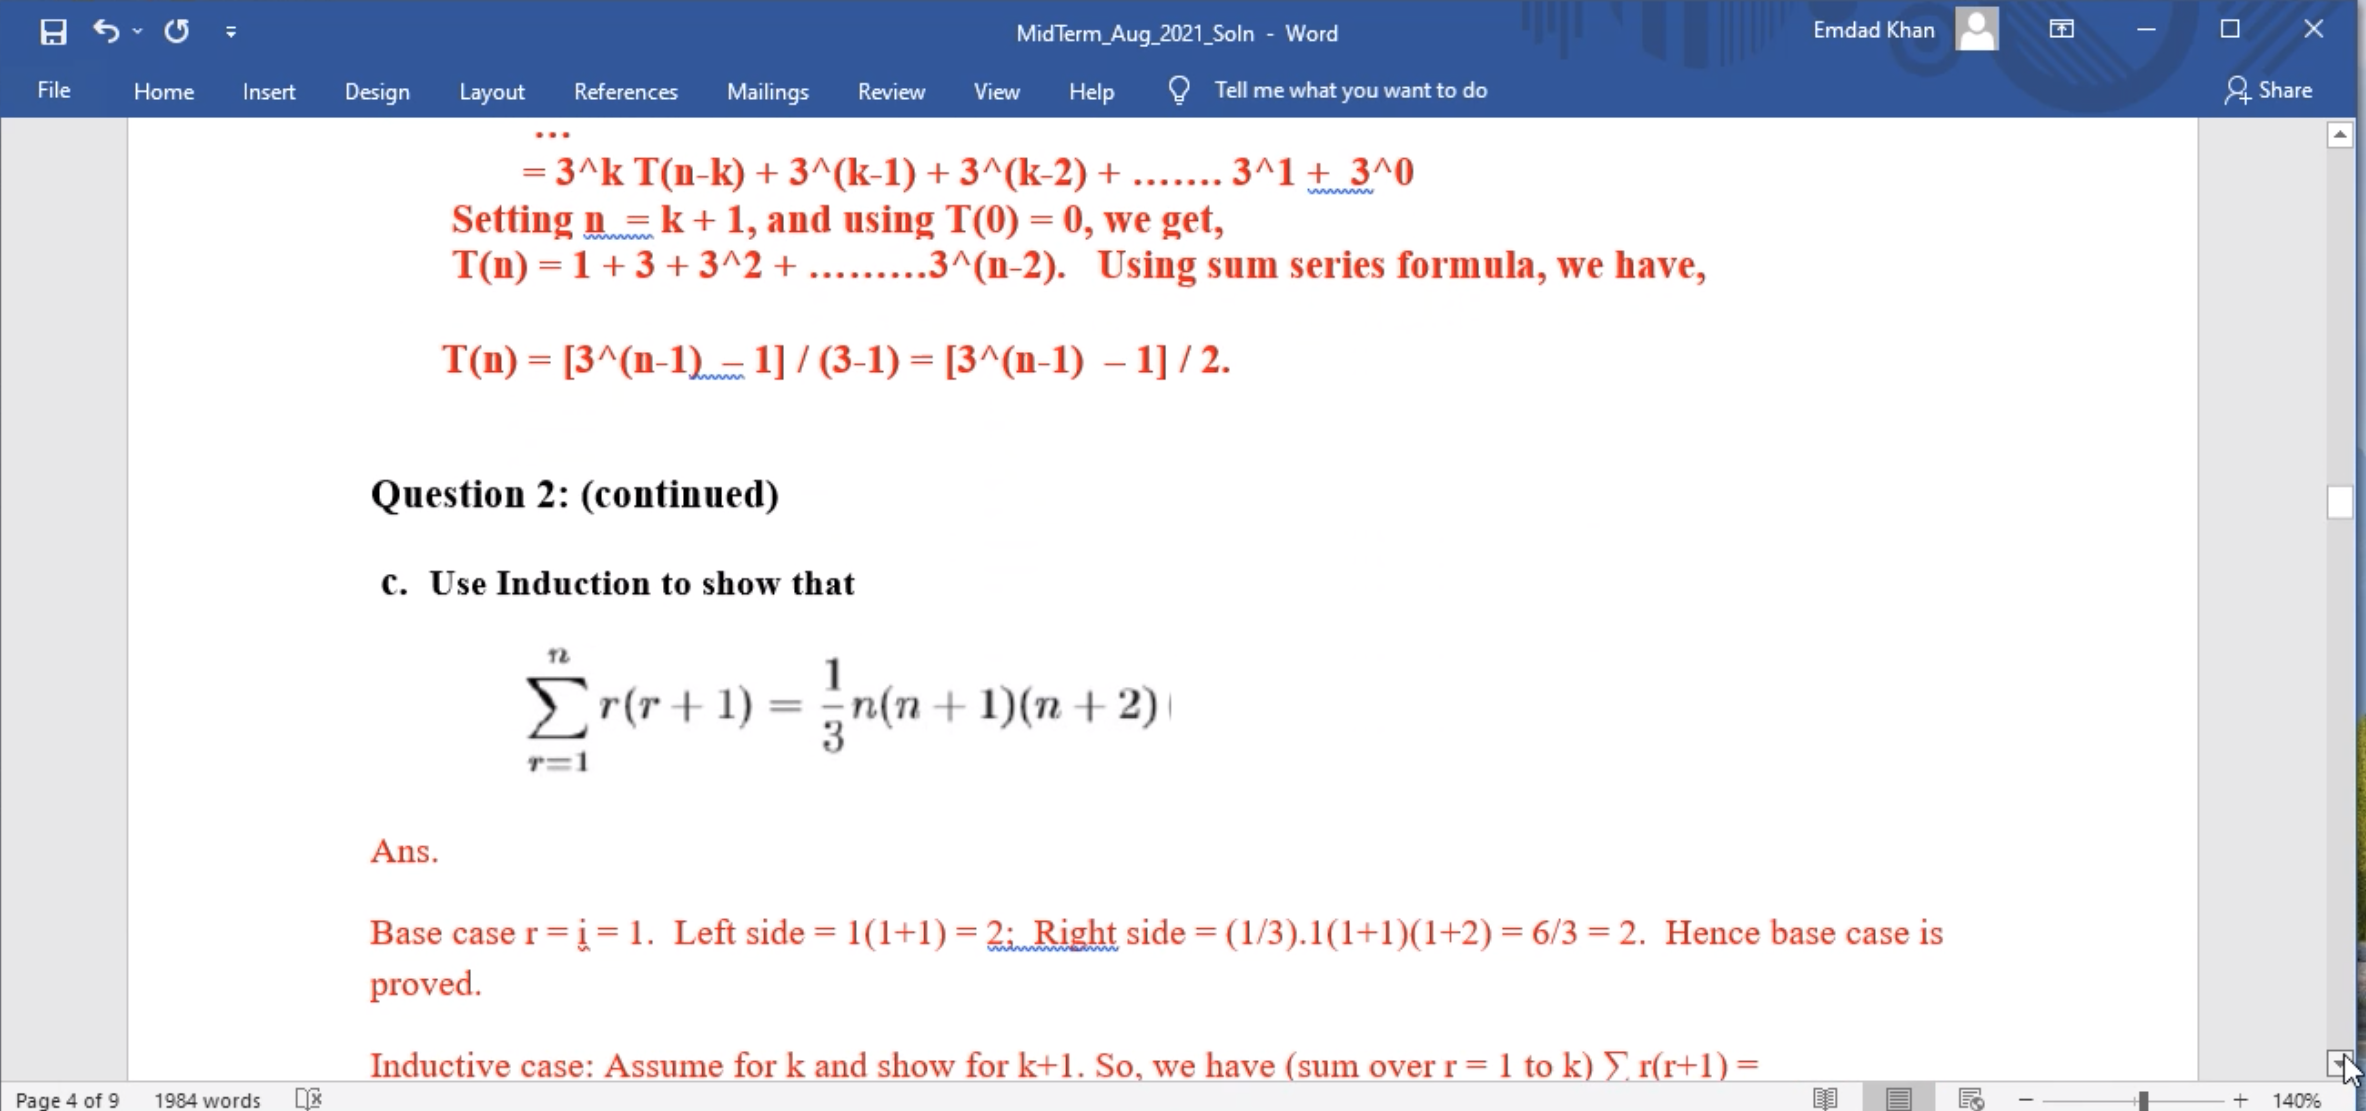 MidTerm_Aug_2021_Soln - Word
Emdad Khan
File Home Insert Design Layout References Mailings Review View Help Tell me what you want to do Share
...
= 3^k T(n-k) + 3^(k-1) + 3^(k-2) + ....... 3^1 + 3^0
Setting n = k + 1, and using T(0) = 0, we get,
T(n) = 1 + 3 + 3^2 + .........3^(n-2). Using sum series formula, we have,
T(n) = [3^(n-1) – 1] / (3-1) = [3^(n-1) – 1] / 2.
Question 2: (continued)
c. Use Induction to show that
∑_{r=1}^{n} r(r + 1) = \frac{1}{3}n(n + 1)(n + 2)
Ans.
Base case r = i = 1. Left side = 1(1+1) = 2; Right side = (1/3).1(1+1)(1+2) = 6/3 = 2. Hence base case is
proved.
Inductive case: Assume for k and show for k+1. So, we have (sum over r = 1 to k) ∑ r(r+1) =
Page 4 of 9 1984 words 140%